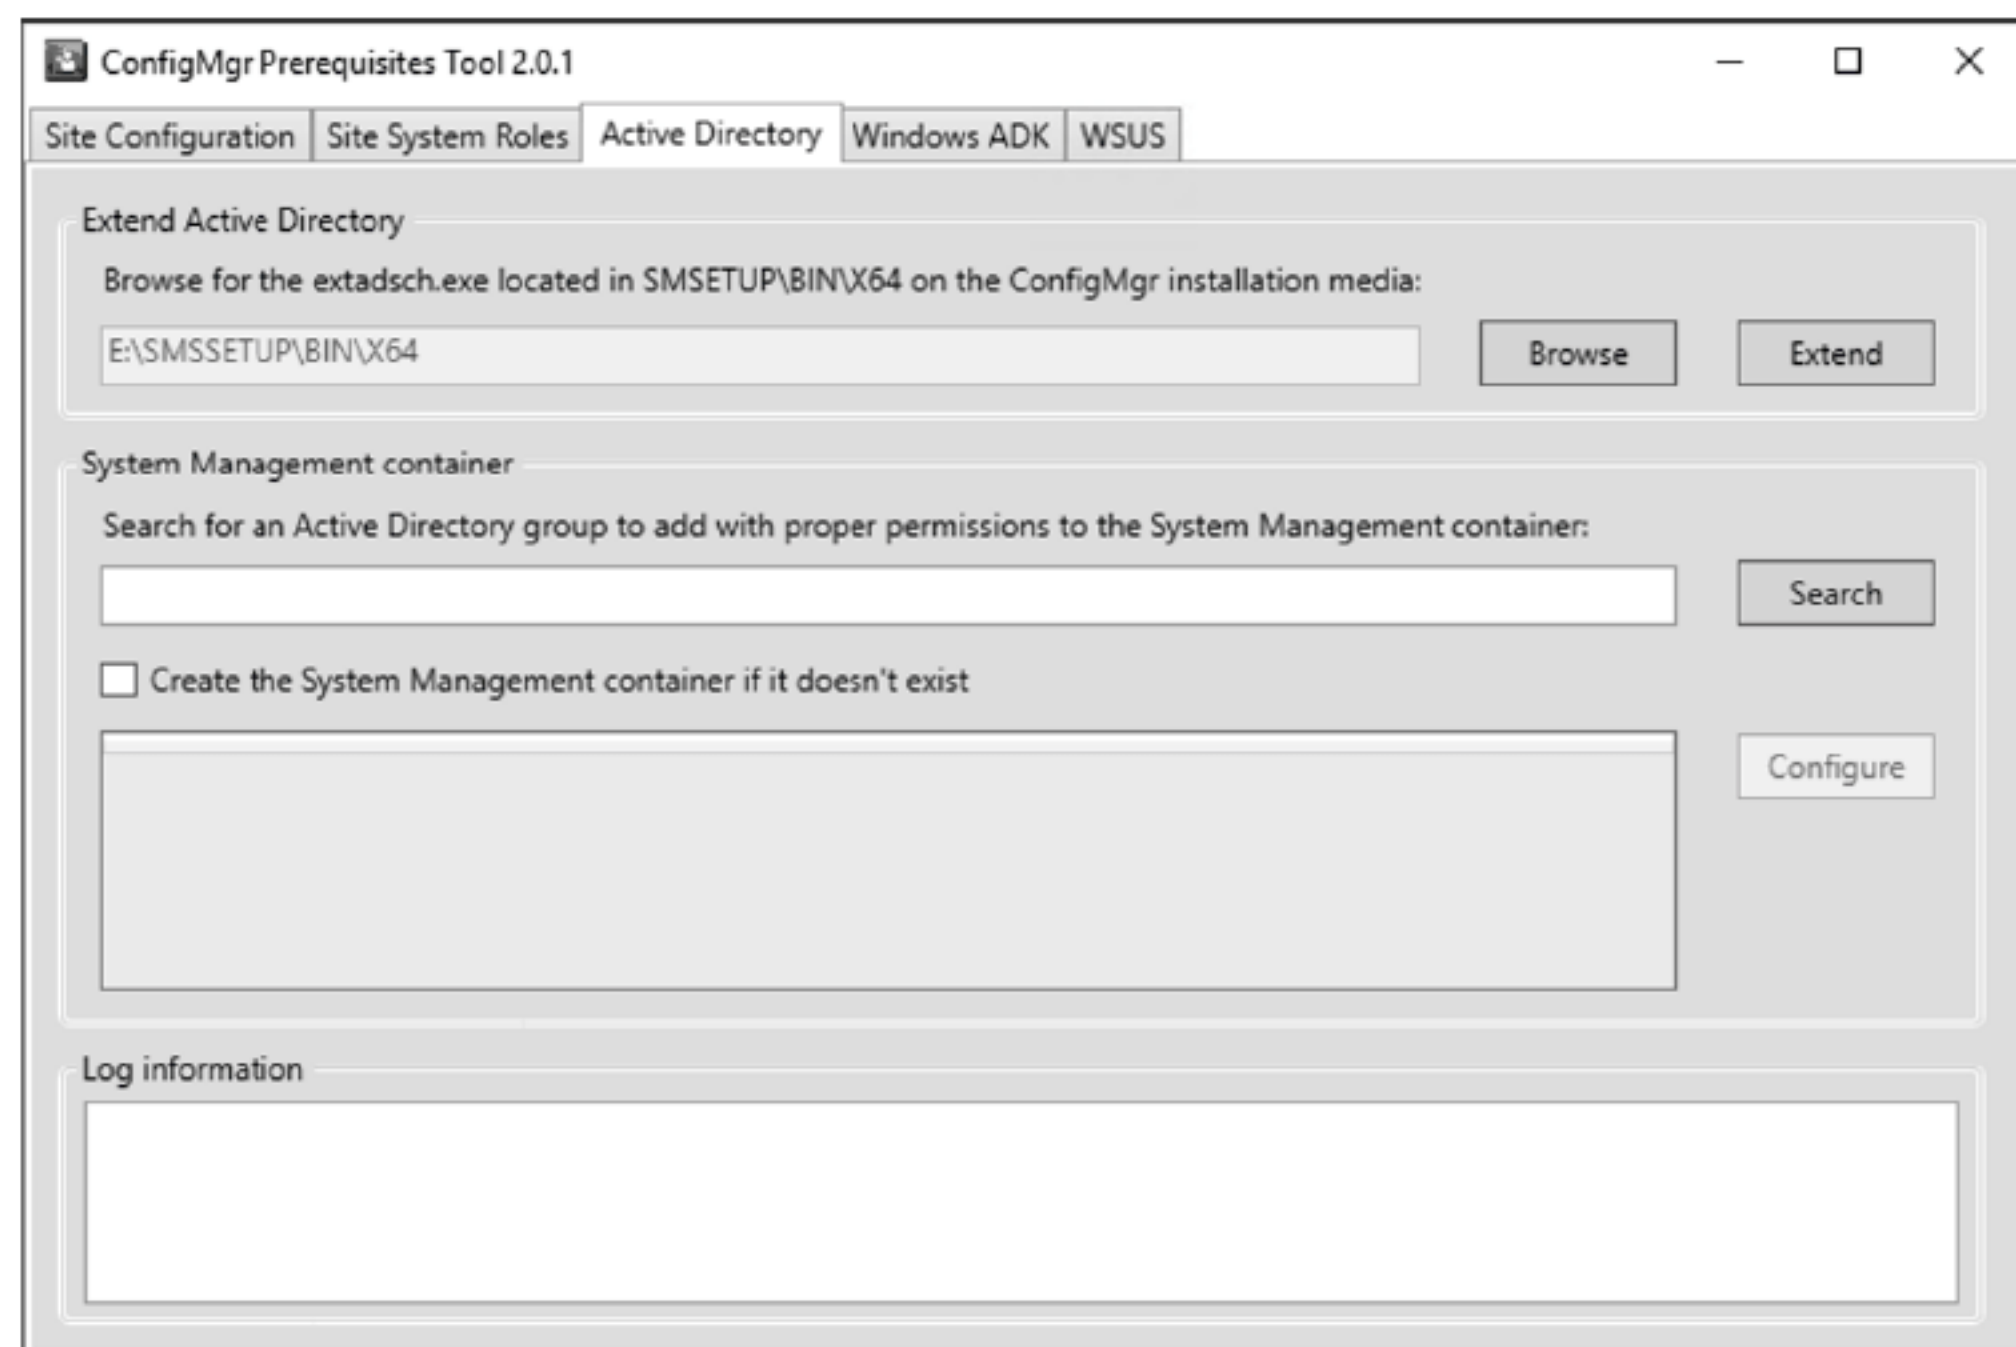 ConfigMgr Prerequisites Tool 2.0.1
Site Configuration Site System Roles Active Directory Windows ADK WSUS
Extend Active Directory
Browse for the extadsch.exe located in SMSETUP\BIN\X64 on the ConfigMgr installation media:
E:\SMSSETUP\BIN\X64 Browse Extend
System Management container
Search for an Active Directory group to add with proper permissions to the System Management container:
Search
Create the System Management container if it doesn't exist
Configure
Log information